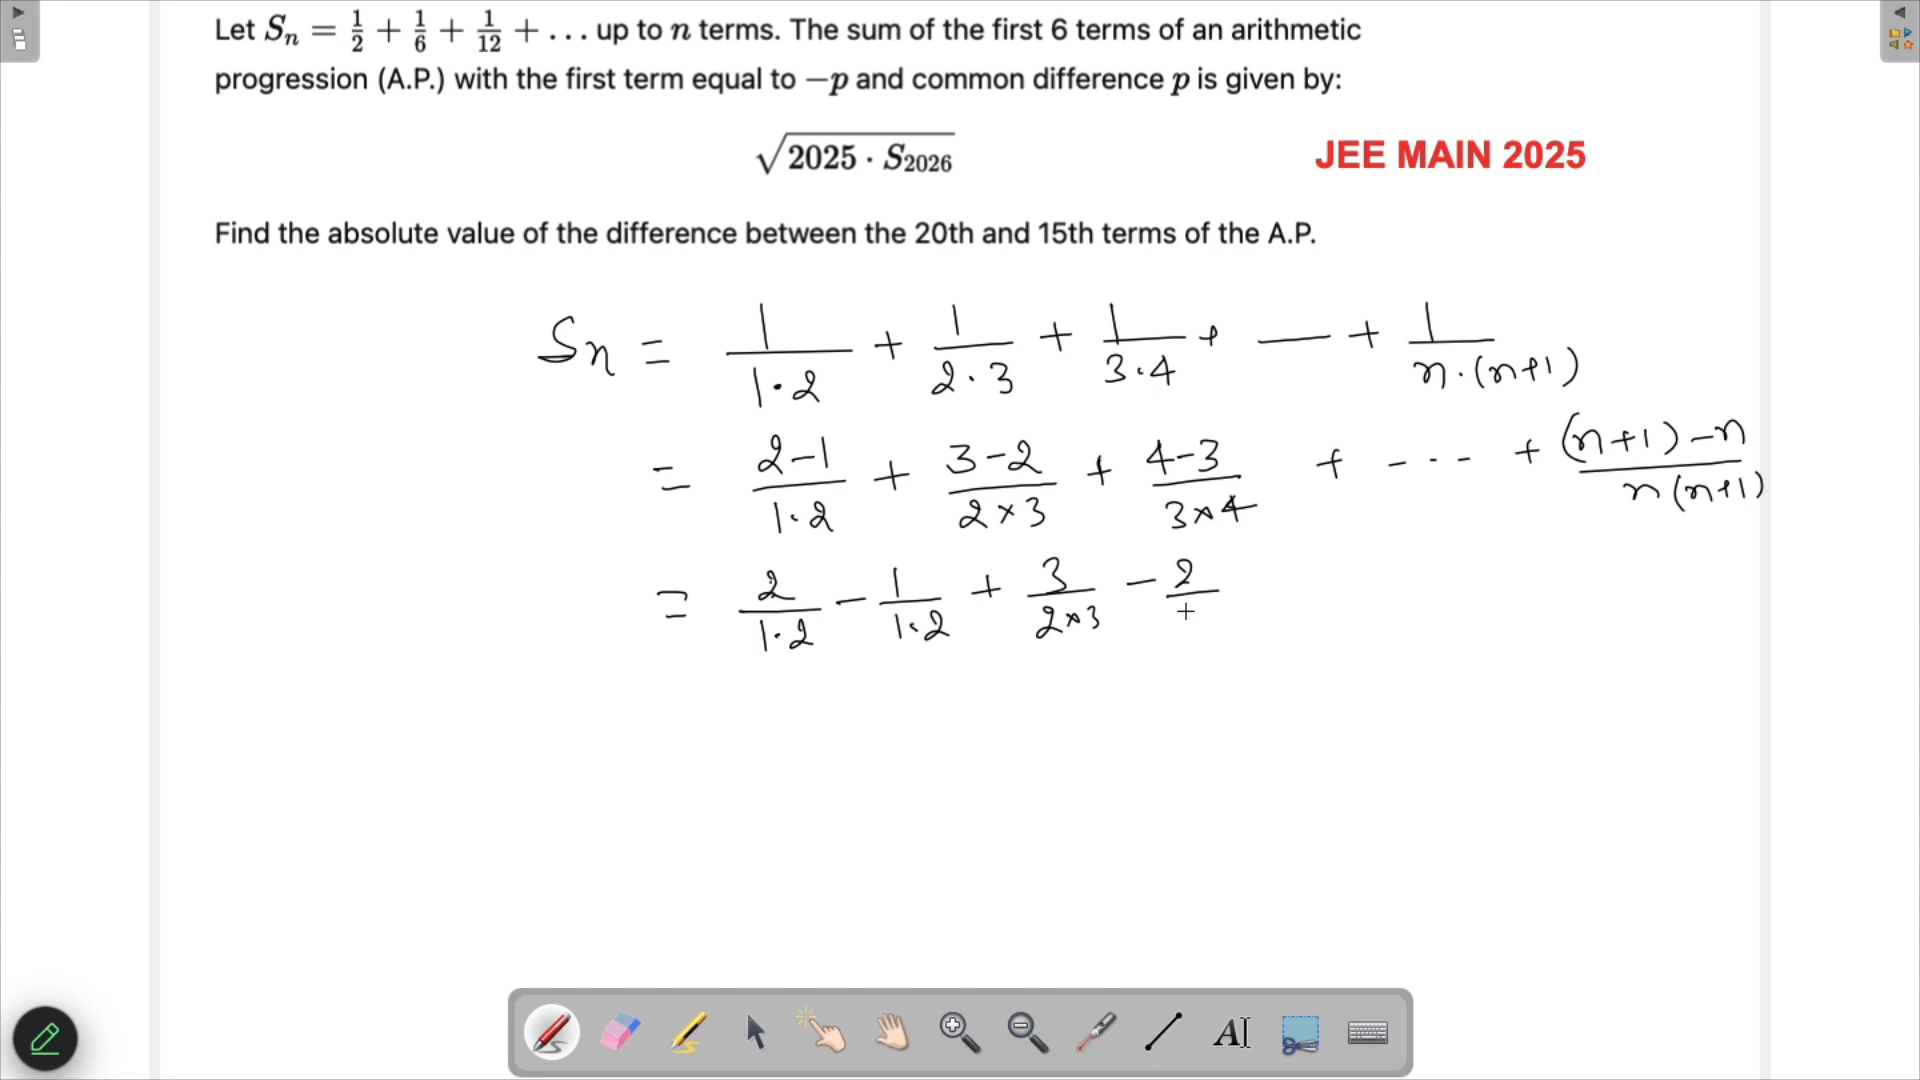 Let Sₙ = 1/2 + 1/6 + 1/12 + ... up to n terms. The sum of the first 6 terms of an arithmetic
progression (A.P.) with the first term equal to −p and common difference p is given by:
√(2025 · S₂₀₂₆)
JEE MAIN 2025
Find the absolute value of the difference between the 20th and 15th terms of the A.P.
Sn = 1/(1·2) + 1/(2·3) + 1/(3·4) + — + 1/(n·(n+1))
= (2-1)/(1·2) + (3-2)/(2×3) + (4-3)/(3×4) + ---- + ((n+1)-n)/(n(n+1))
= 2/(1·2) - 1/(1·2) + 3/(2×3) - 2/
AI